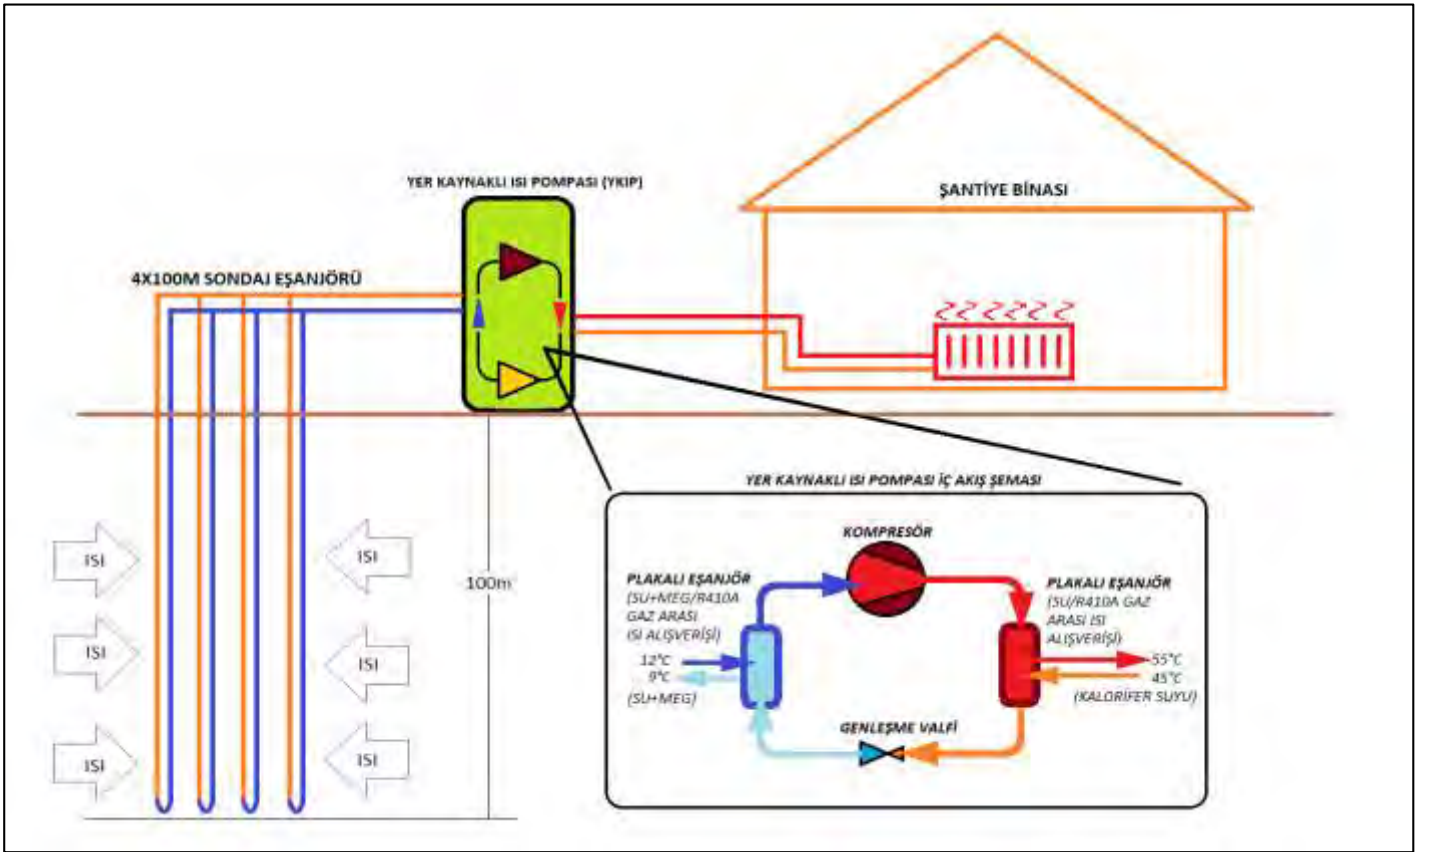 YER KAYNAKLI ISI POMPASI (YKIP)
ŞANTİYE BİNASI
4X100M SONDAJ EŞANJÖRÜ
YER KAYNAKLI ISI POMPASI İÇ AKIŞ ŞEMASI
ISI
ISI
ISI
ISI
ISI
ISI
100m
KOMPRESÖR
PLAKALI EŞANJÖR
(SU+MEG/R410A
GAZ ARASI
ISI ALIŞVERİŞİ)
12°C
9°C
(SU+MEG)
PLAKALI EŞANJÖR
(SU/R410A GAZ
ARASI ISI
ALIŞVERİŞİ)
55°C
45°C
(KALORİFER SUYU)
GENLEŞME VALFİ